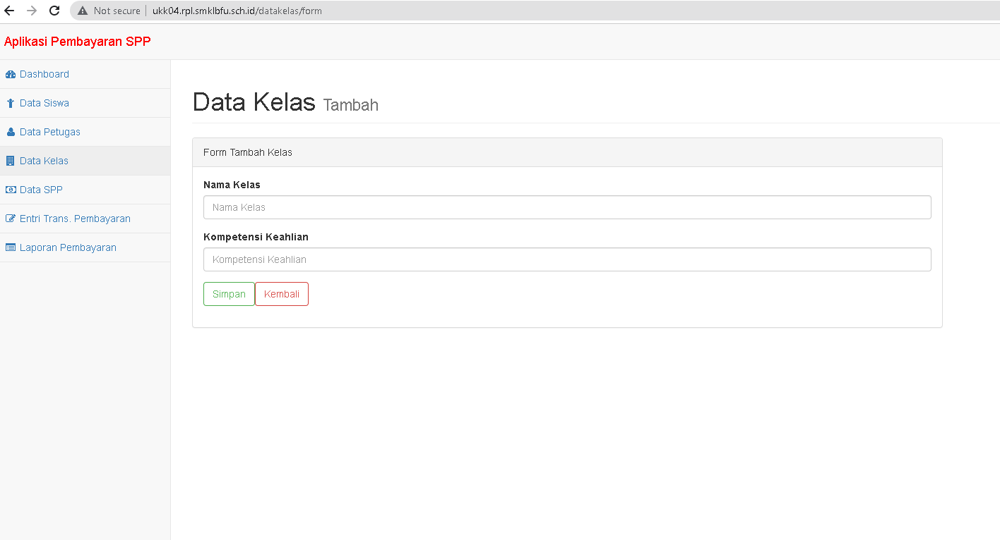 Not secure ukk04.rpl.smklbfu.sch.id/datakelas/form
Aplikasi Pembayaran SPP
Dashboard
Data Siswa
Data Petugas
Data Kelas
Data SPP
Entri Trans. Pembayaran
Laporan Pembayaran
Data Kelas Tambah
Form Tambah Kelas
Nama Kelas
Nama Kelas
Kompetensi Keahlian
Kompetensi Keahlian
Simpan Kembali